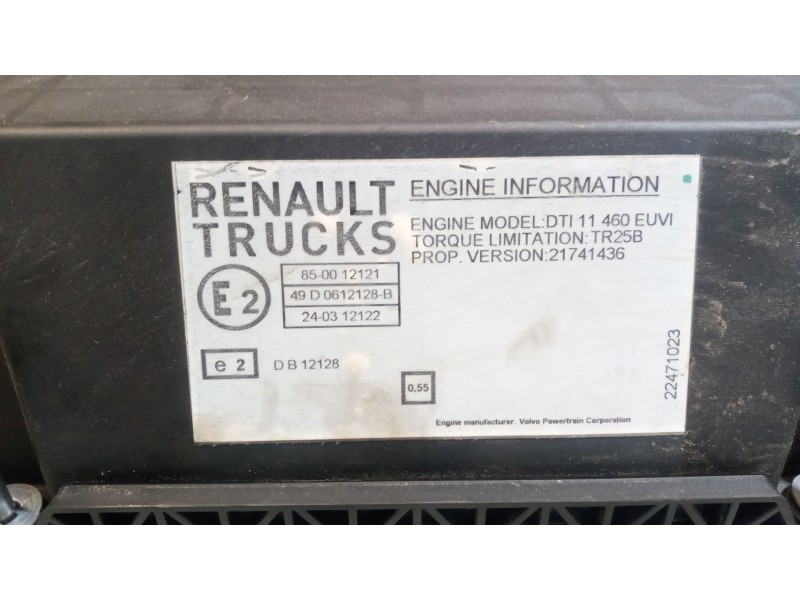 RENAULT
TRUCKS
E2
85-00 12121
49 D 0612128-B
24-03 12122
e 2
D B 12128
ENGINE INFORMATION
ENGINE MODEL:DTI 11 460 EUVI
TORQUE LIMITATION:TR25B
PROP. VERSION:21741436
0.55
Engine manufacturer. Volvo Powertrain Corporation
22471023